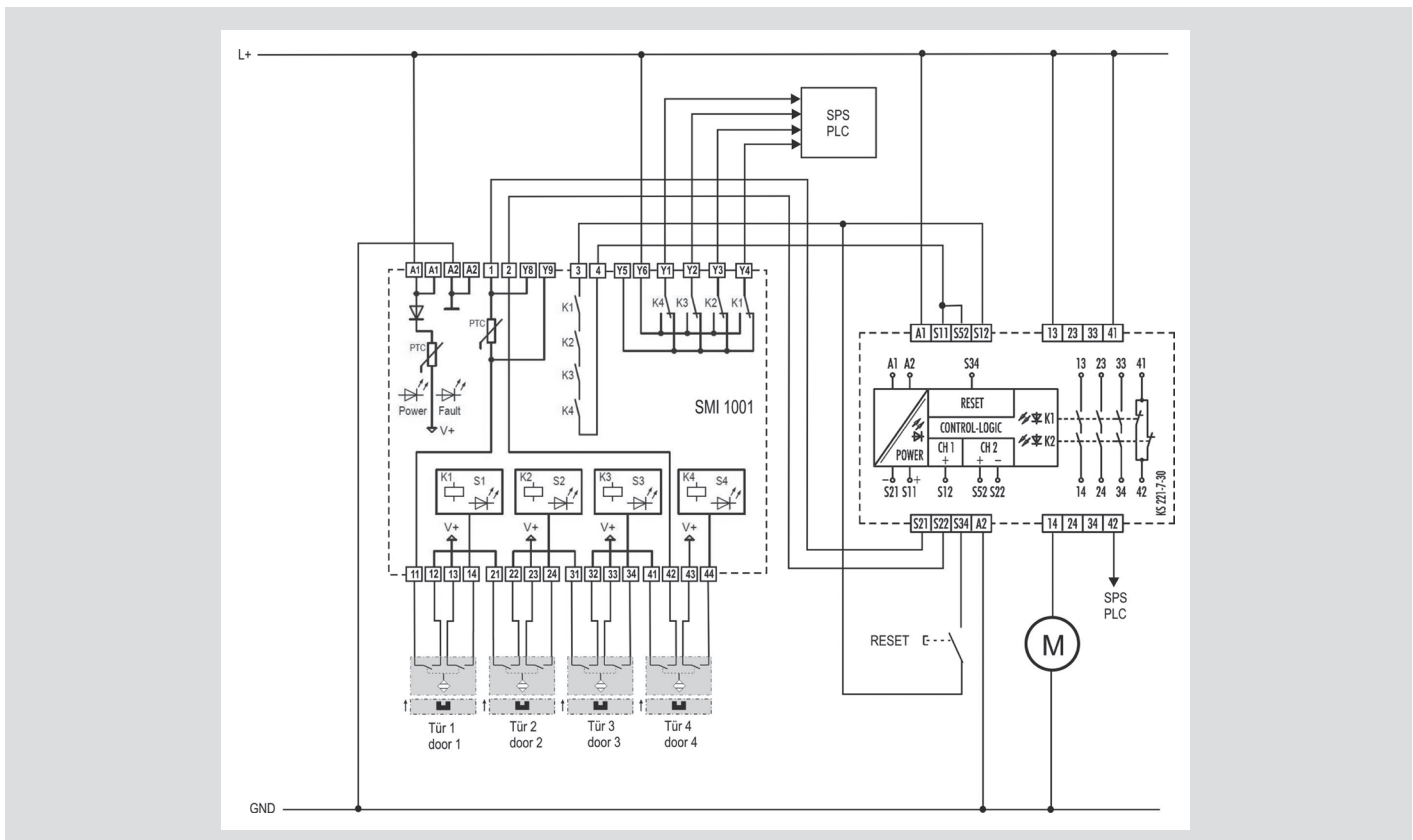 L+
SPS
PLC
A1 A1 A2 A2 1 2 Y8 Y9 3 4 Y5 Y6 Y1 Y2 Y3 Y4
K1
K2
K3
K4
K4 K3 K2 K1
PTC
PTC
Power Fault
V+
SMI 1001
K1 S1
K2 S2
K3 S3
K4 S4
V+ V+ V+ V+
11 12 13 14 21 22 23 24 31 32 33 34 41 42 43 44
Tür 1
door 1
Tür 2
door 2
Tür 3
door 3
Tür 4
door 4
A1 S11 S52 S12
13 23 33 41
A1 A2 S34
13 23 33 41
RESET
CONTROL-LOGIC
K1
K2
POWER
CH 1
+
CH 2
+ −
− S21 S11 + S12 S52 S22
14 24 34 42
KS 221-7-30
S21 S22 S34 A2
14 24 34 42
RESET
SPS
PLC
M
GND